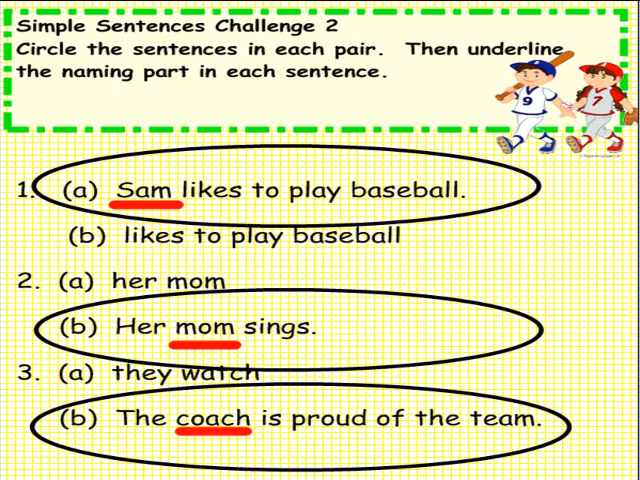 Simple Sentences Challenge 2
Circle the sentences in each pair. Then underline
the naming part in each sentence.
9
7
1. (a) Sam likes to play baseball.
(b) likes to play baseball
2. (a) her mom
(b) Her mom sings.
3. (a) they watch
(b) The coach is proud of the team.